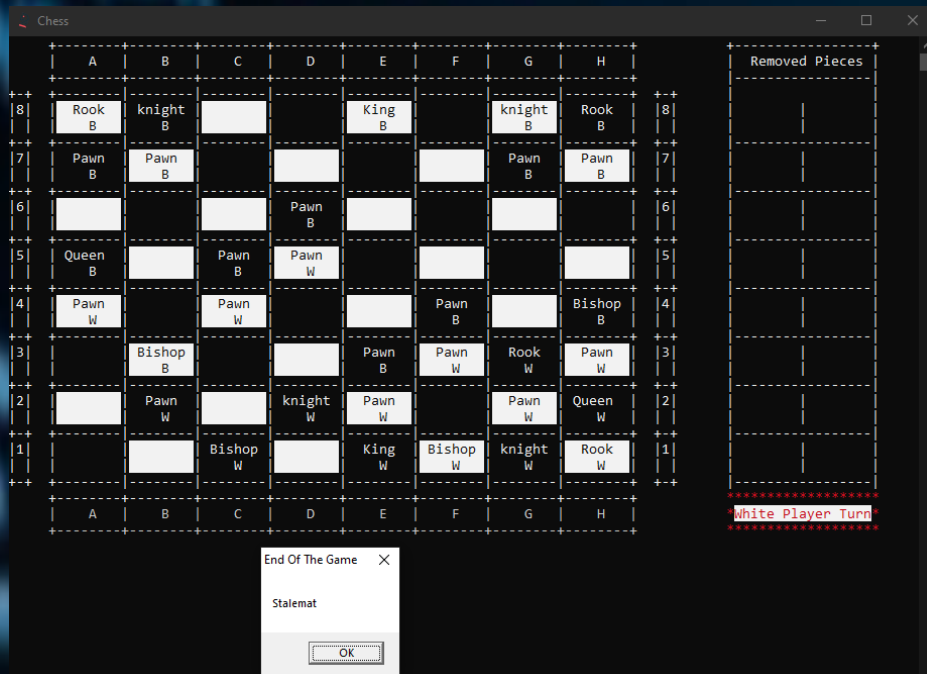 Chess
A B C D E F G H Removed Pieces
8 Rook knight King knight Rook 8
B B B B B
7 Pawn Pawn Pawn Pawn 7
B B B B
6 Pawn 6
B
5 Queen Pawn Pawn 5
B B W
4 Pawn Pawn Pawn Bishop 4
W W B B
3 Bishop Pawn Pawn Rook Pawn 3
B B W W W
2 Pawn knight Pawn Pawn Queen 2
W W W W W
1 Bishop King Bishop knight Rook 1
W W W W W
*******************
A B C D E F G H *White Player Turn*
*******************
End Of The Game
Stalemat
OK